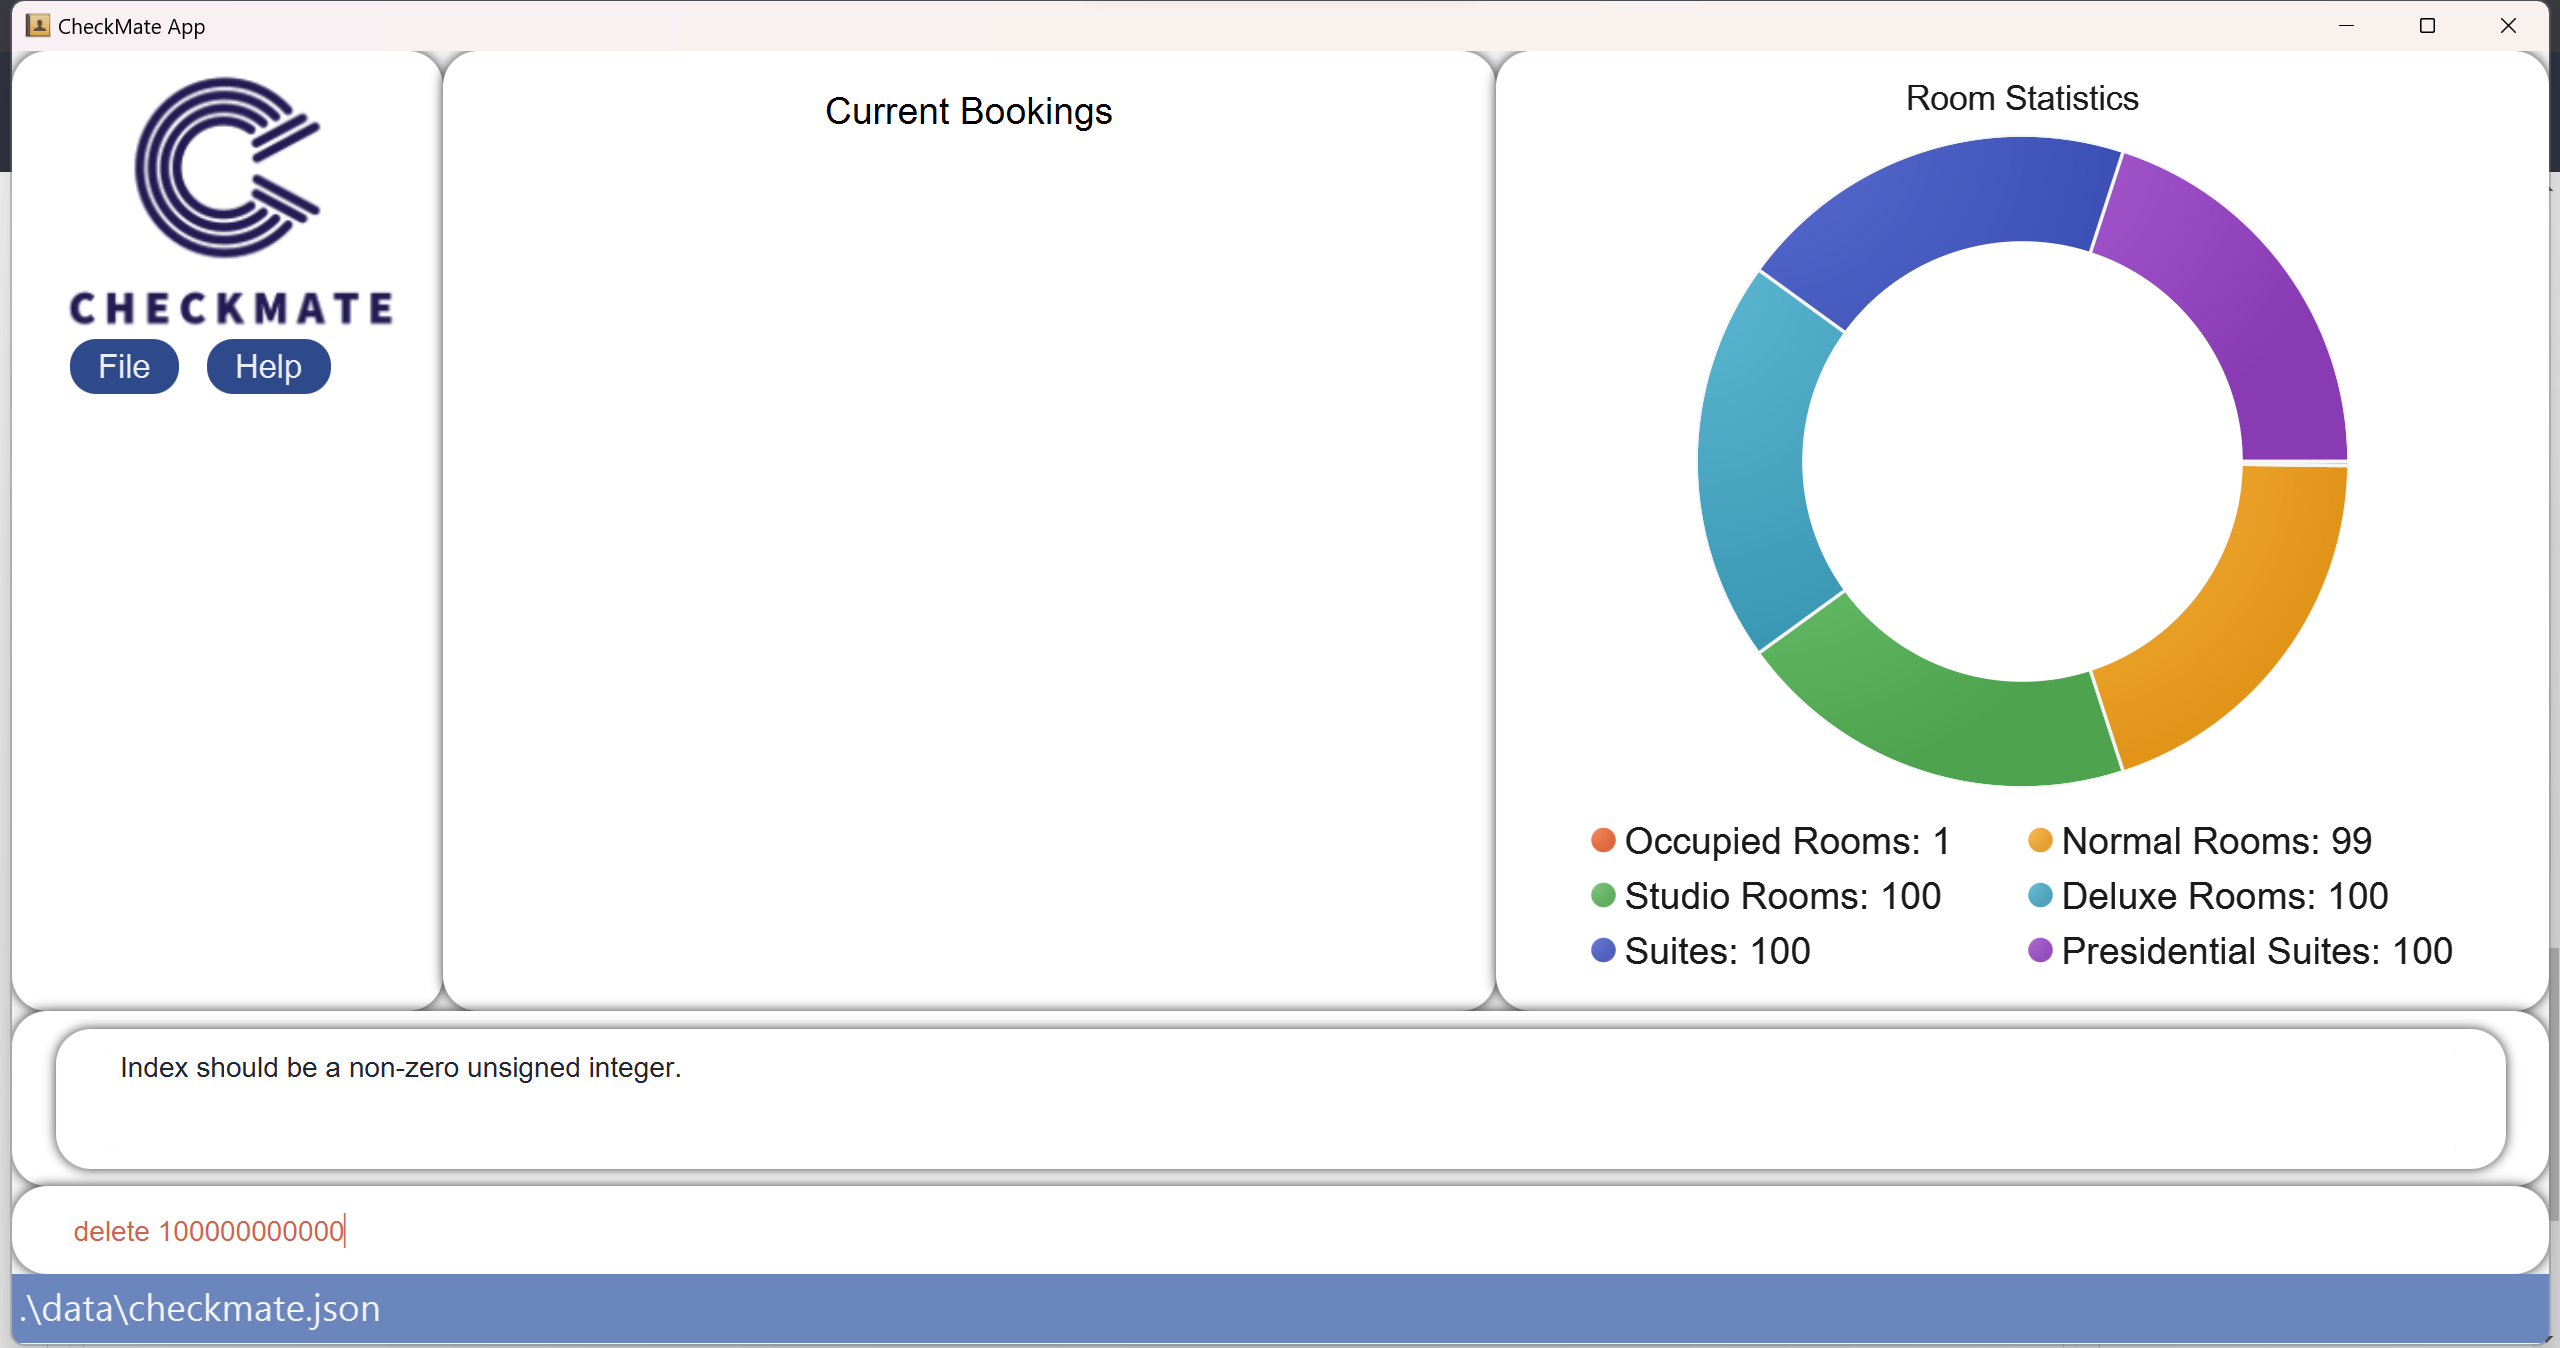 CheckMate App
CHECKMATE
File Help
Current Bookings
Room Statistics
Occupied Rooms: 1 Normal Rooms: 99
Studio Rooms: 100 Deluxe Rooms: 100
Suites: 100 Presidential Suites: 100
Index should be a non-zero unsigned integer.
delete 100000000000
.\data\checkmate.json